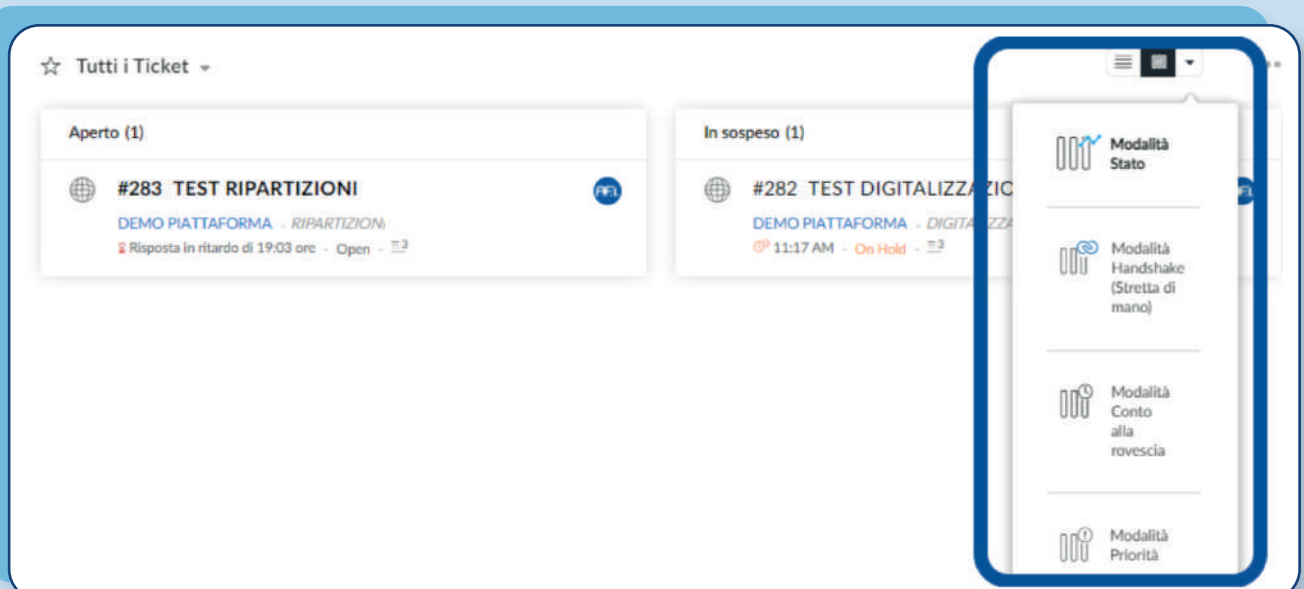 Tutti i Ticket
Aperto (1)
#283 TEST RIPARTIZIONI
DEMO PIATTAFORMA - RIPARTIZIONI
Risposta in ritardo di 19:03 ore - Open - 3
AFL
In sospeso (1)
#282 TEST DIGITALIZZAZIO
DEMO PIATTAFORMA - DIGITALIZZA
11:17 AM - On Hold - 3
Modalità
Stato
Modalità
Handshake
(Stretta di
mano)
Modalità
Conto
alla
rovescia
Modalità
Priorità